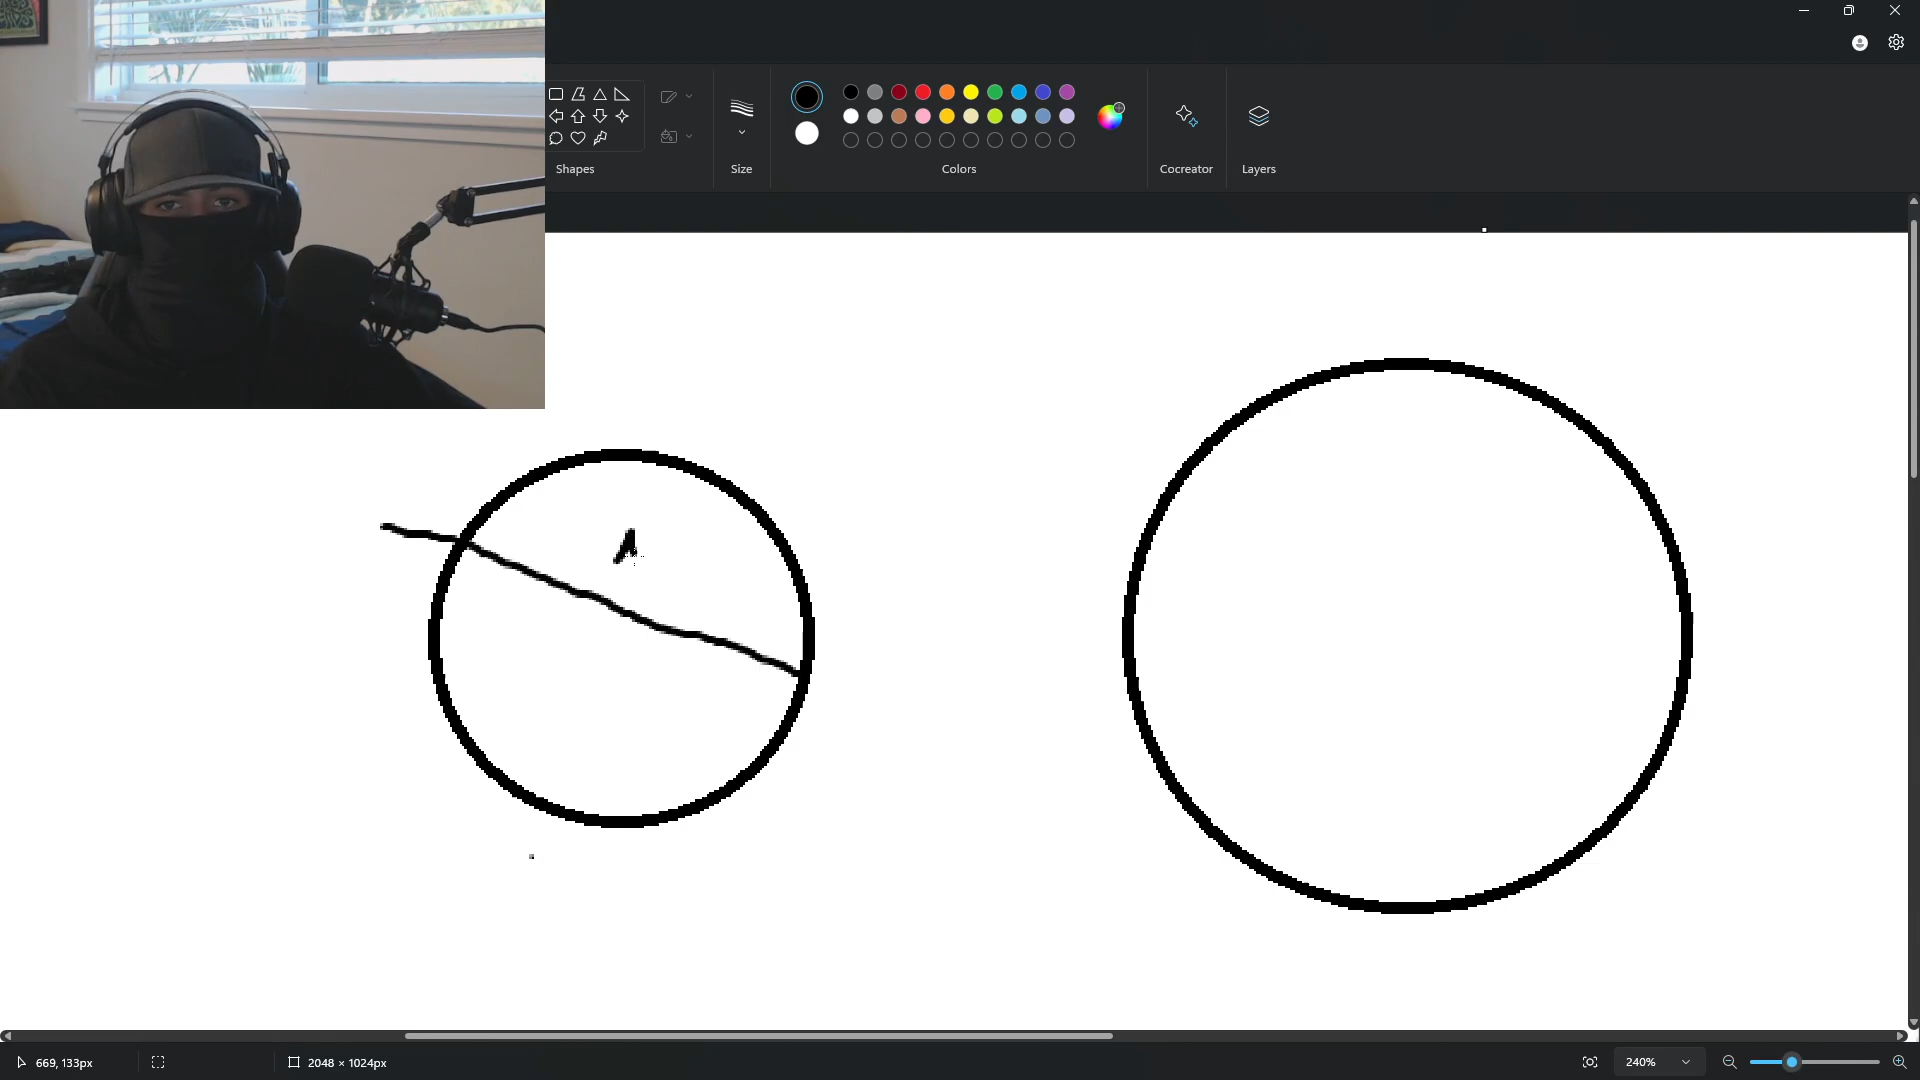 Shapes
Size
Colors
Cocreator
Layers
669, 133px
2048 × 1024px
240%